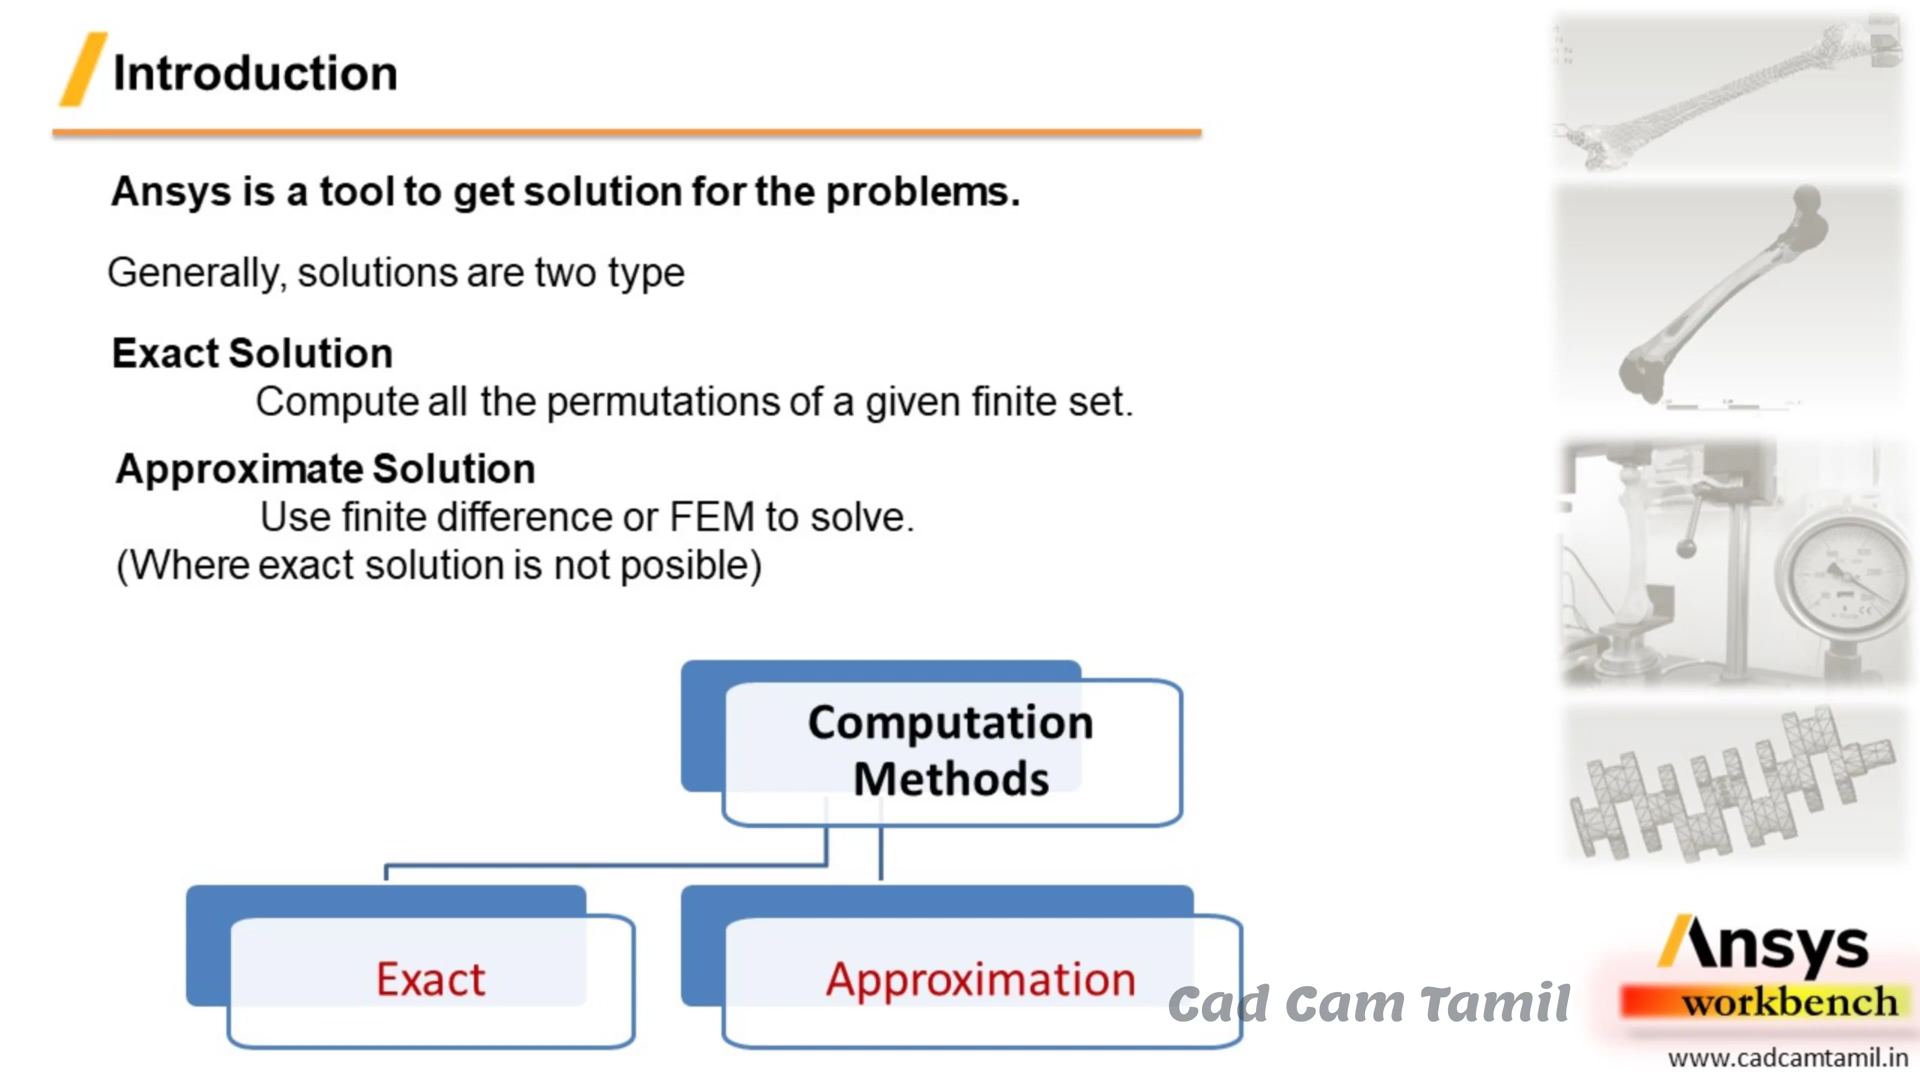 Introduction
Ansys is a tool to get solution for the problems.
Generally, solutions are two type
Exact Solution
Compute all the permutations of a given finite set.
Approximate Solution
Use finite difference or FEM to solve.
(Where exact solution is not posible)
Computation
Methods
Exact
Approximation
Cad Cam Tamil
Ansys
workbench
www.cadcamtamil.in